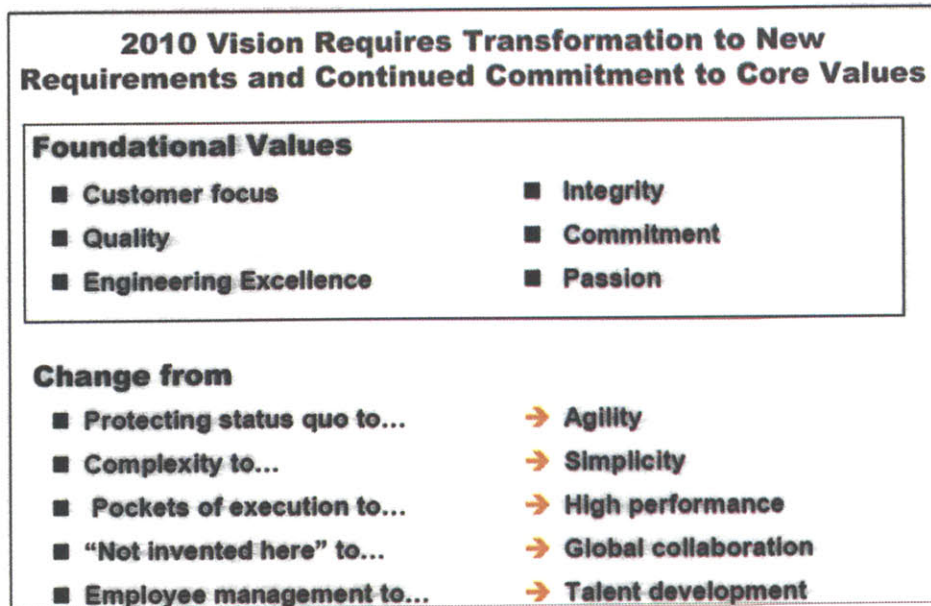 2010 Vision Requires Transformation to New
Requirements and Continued Commitment to Core Values
Foundational Values
■ Customer focus
■ Quality
■ Engineering Excellence
■ Integrity
■ Commitment
■ Passion
Change from
■ Protecting status quo to... → Agility
■ Complexity to... → Simplicity
■ Pockets of execution to... → High performance
■ “Not invented here” to... → Global collaboration
■ Employee management to... → Talent development